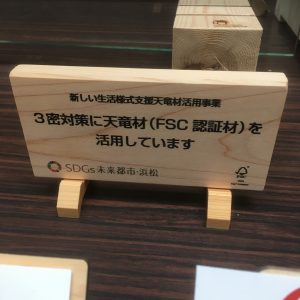 新しい生活様式支援天竜材活用事業
3密対策に天竜材(FSC 認証材)を
活用しています
SDGs未来都市・浜松
FSC